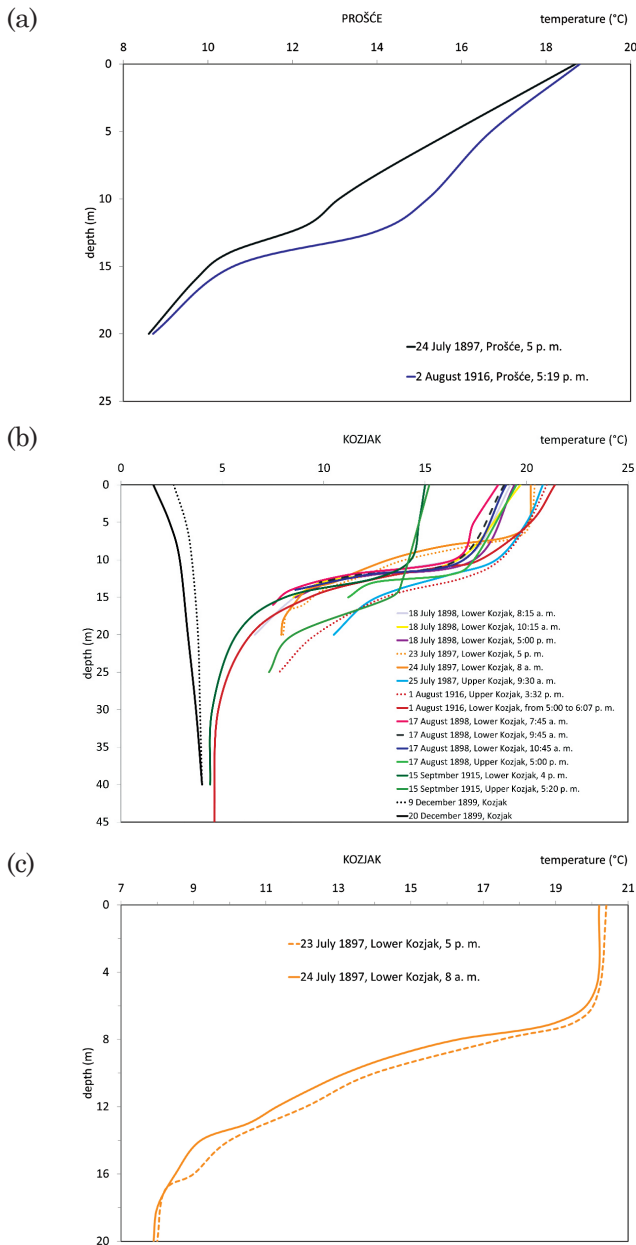 (a)
PROŠĆE temperature (°C)
8 10 12 14 16 18 20
0
5
10
15
20
25
depth (m)
24 July 1897, Prošće, 5 p. m.
2 August 1916, Prošće, 5:19 p. m.
(b)
KOZJAK temperature (°C)
0 5 10 15 20 25
0
5
10
15
20
25
30
35
40
45
depth (m)
18 July 1898, Lower Kozjak, 8:15 a. m.
18 July 1898, Lower Kozjak, 10:15 a. m.
18 July 1898, Lower Kozjak, 5:00 p. m.
23 July 1897, Lower Kozjak, 5 p. m.
24 July 1897, Lower Kozjak, 8 a. m.
25 July 1987, Upper Kozjak, 9:30 a. m.
1 August 1916, Upper Kozjak, 3:32 p. m.
1 August 1916, Lower Kozjak, from 5:00 to 6:07 p. m.
17 August 1898, Lower Kozjak, 7:45 a. m.
17 August 1898, Lower Kozjak, 9:45 a. m.
17 August 1898, Lower Kozjak, 10:45 a. m.
17 August 1898, Upper Kozjak, 5:00 p. m.
15 Septmber 1915, Lower Kozjak, 4 p. m.
15 Septmber 1915, Upper Kozjak, 5:20 p. m.
9 December 1899, Kozjak
20 December 1899, Kozjak
(c)
KOZJAK temperature (°C)
7 9 11 13 15 17 19 21
0
4
8
12
16
20
depth (m)
23 July 1897, Lower Kozjak, 5 p. m.
24 July 1897, Lower Kozjak, 8 a. m.